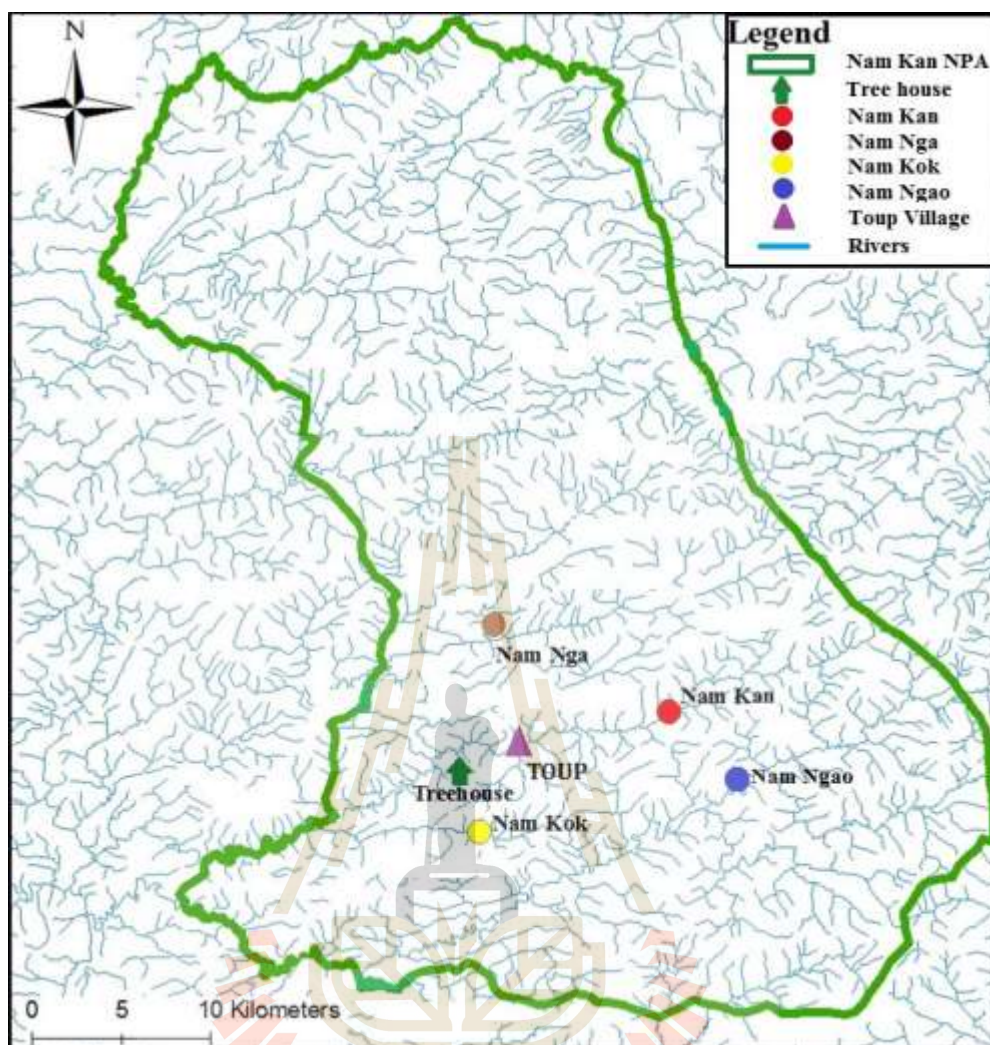 N
Legend
Nam Kan NPA
Tree house
Nam Kan
Nam Nga
Nam Kok
Nam Ngao
Toup Village
Rivers
Nam Nga
Nam Kan
TOUP
Nam Ngao
Treehouse
Nam Kok
0 5 10 Kilometers